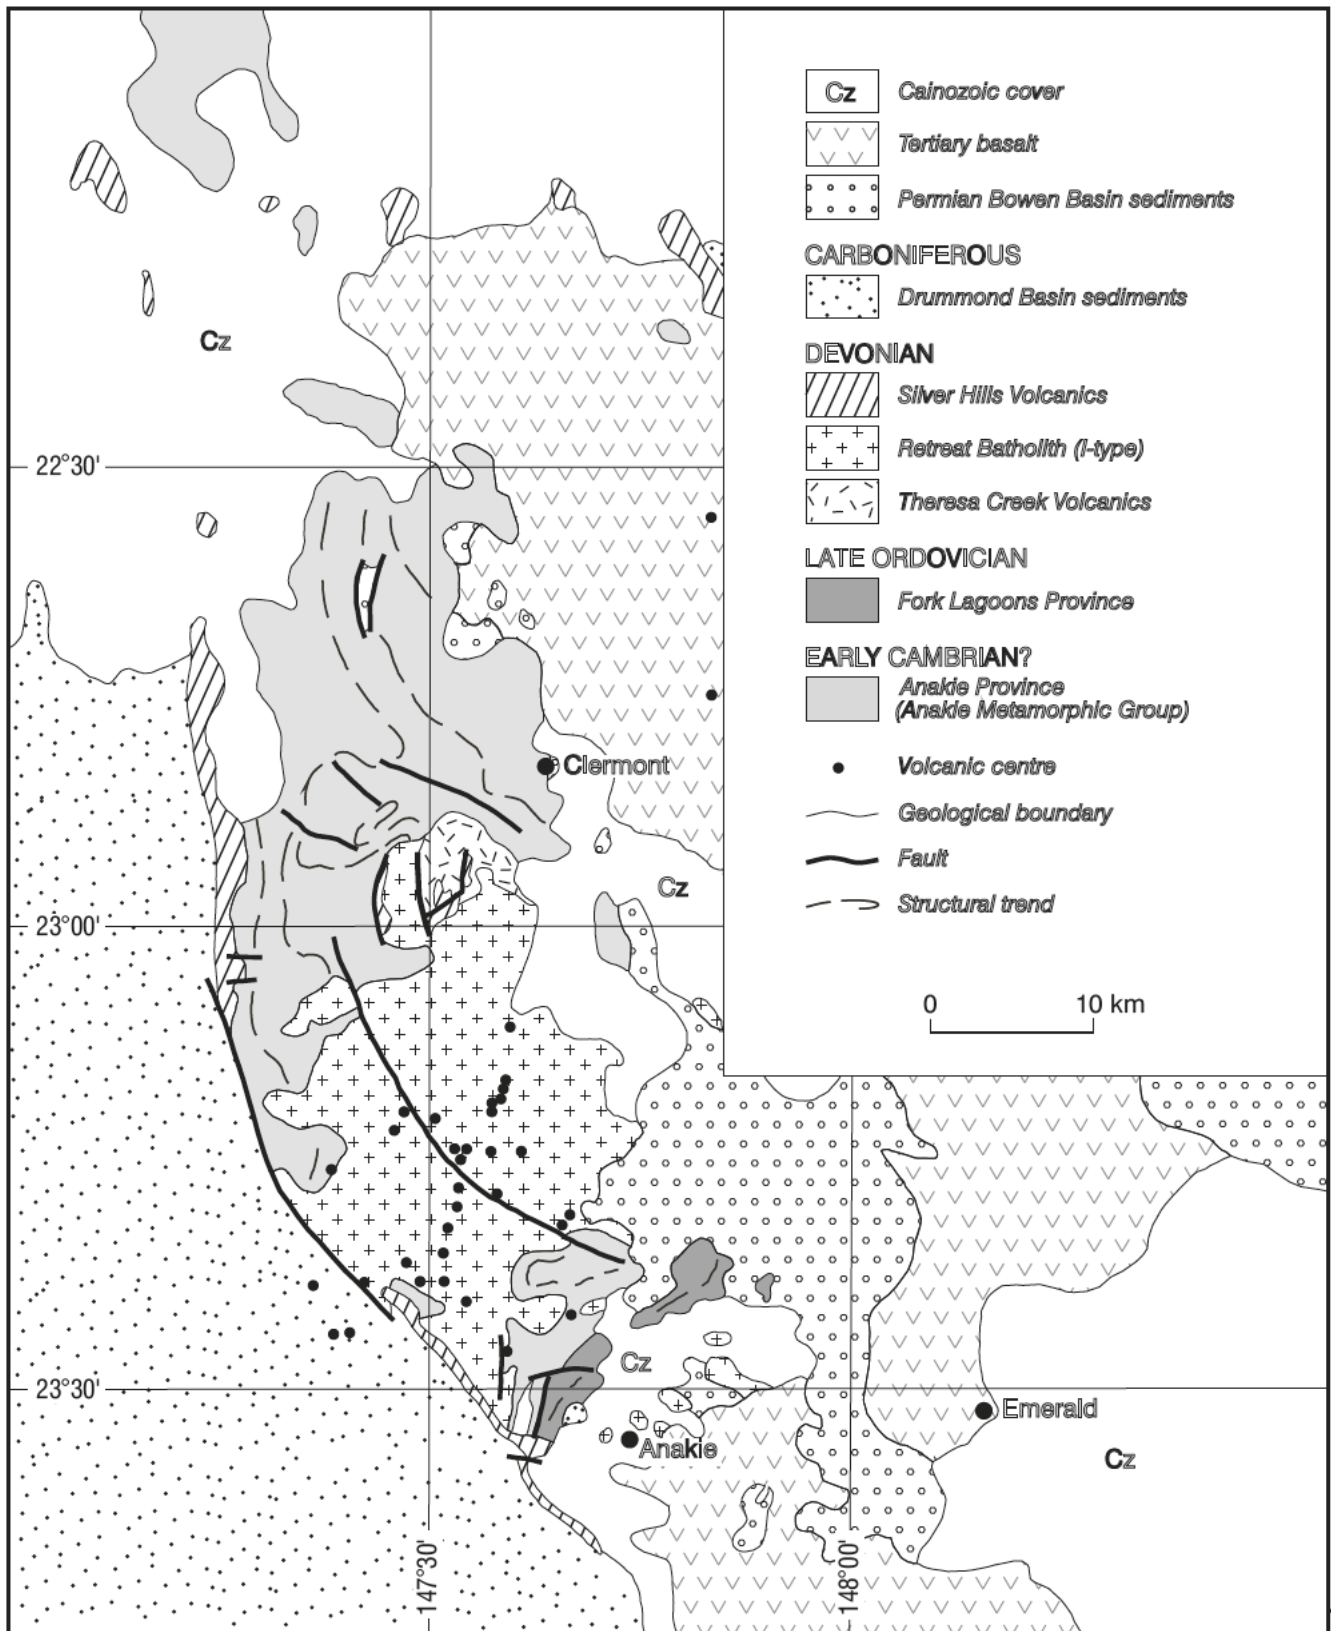 Cz
Cainozoic cover
Tertiary basalt
Permian Bowen Basin sediments
CARBONIFEROUS
Drummond Basin sediments
DEVONIAN
Silver Hills Volcanics
Retreat Batholith (I-type)
Theresa Creek Volcanics
LATE ORDOVICIAN
Fork Lagoons Province
EARLY CAMBRIAN?
Anakie Province
(Anakie Metamorphic Group)
Volcanic centre
Geological boundary
Fault
Structural trend
0 10 km
Cz
22°30'
Clermont
Cz
23°00'
Cz
23°30'
Emerald
Anakie
Cz
147°30'
148°00'